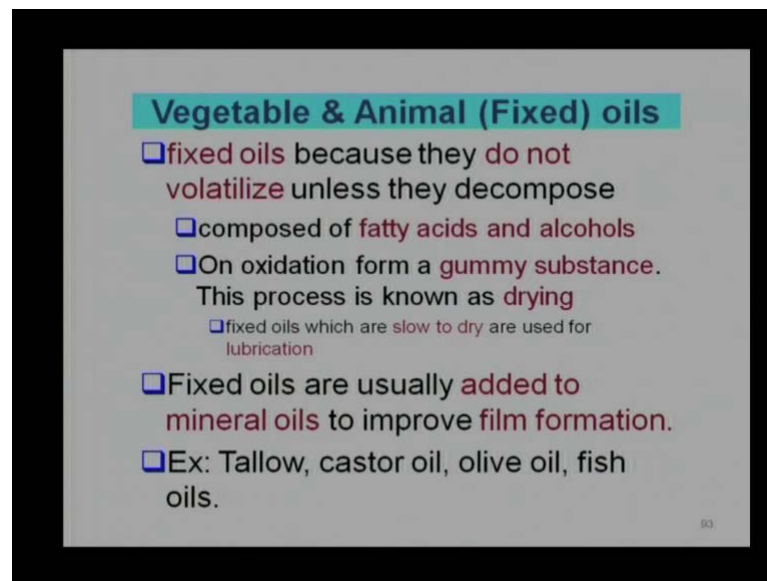 Vegetable & Animal (Fixed) oils
❑fixed oils because they do not
volatilize unless they decompose
❑composed of fatty acids and alcohols
❑On oxidation form a gummy substance.
This process is known as drying
❑fixed oils which are slow to dry are used for
lubrication
❑Fixed oils are usually added to
mineral oils to improve film formation.
❑Ex: Tallow, castor oil, olive oil, fish
oils.
93